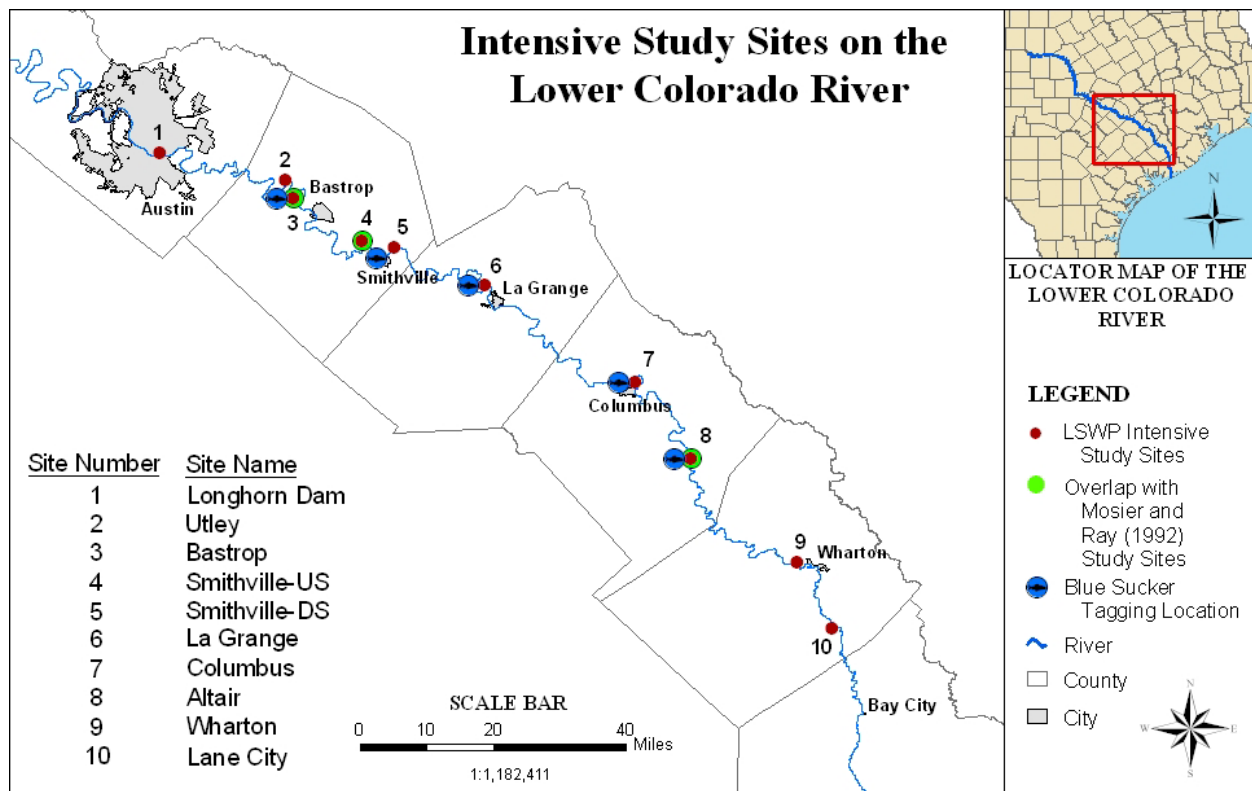 Intensive Study Sites on the
Lower Colorado River
1
Austin
2
Bastrop
3
4
5
Smithville
6
La Grange
7
Columbus
8
9
Wharton
10
Bay City
Site Number Site Name
1 Longhorn Dam
2 Utley
3 Bastrop
4 Smithville-US
5 Smithville-DS
6 La Grange
7 Columbus
8 Altair
9 Wharton
10 Lane City
SCALE BAR
0 10 20 40
Miles
1:1,182,411
N
LOCATOR MAP OF THE
LOWER COLORADO
RIVER
LEGEND
LSWP Intensive
Study Sites
Overlap with
Mosier and
Ray (1992)
Study Sites
Blue Sucker
Tagging Location
River
County
City
N
W E
S